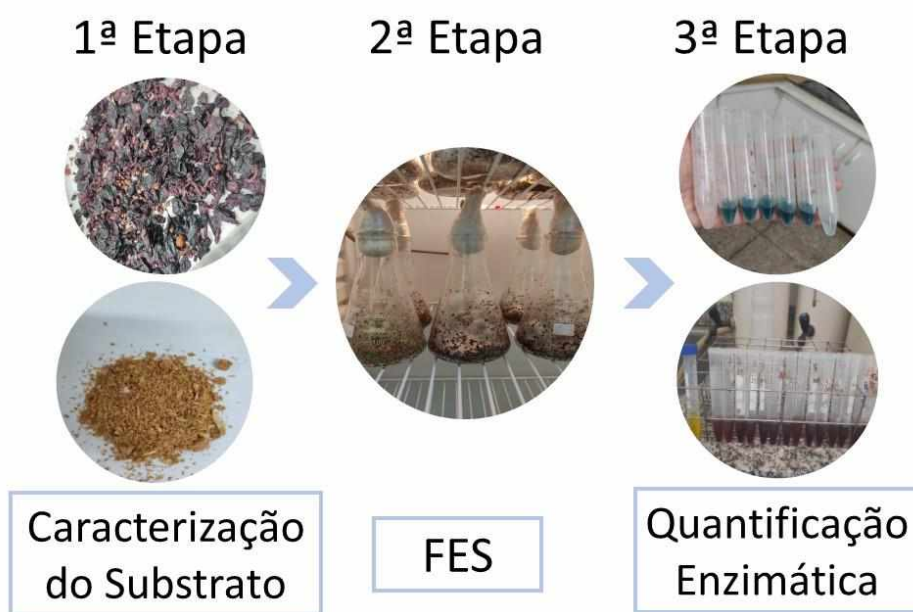 1ª Etapa
2ª Etapa
3ª Etapa
Caracterização
do Substrato
FES
Quantificação
Enzimática